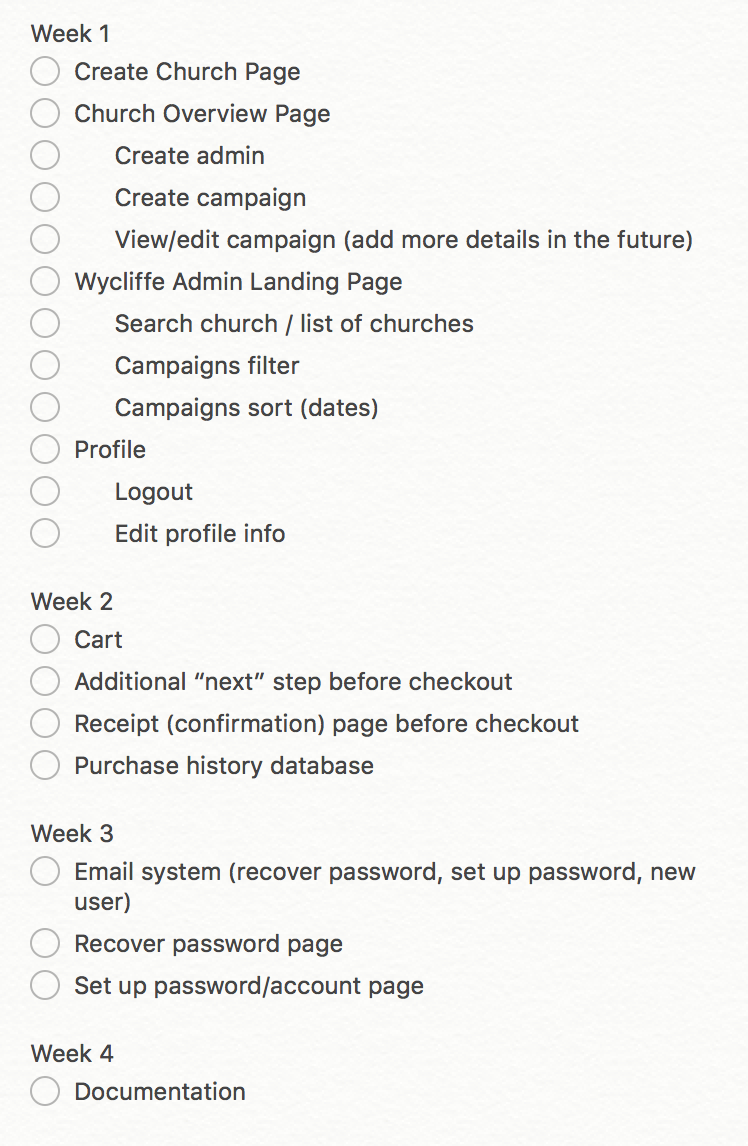 Week 1
Create Church Page
Church Overview Page
Create admin
Create campaign
View/edit campaign (add more details in the future)
Wycliffe Admin Landing Page
Search church / list of churches
Campaigns filter
Campaigns sort (dates)
Profile
Logout
Edit profile info
Week 2
Cart
Additional “next” step before checkout
Receipt (confirmation) page before checkout
Purchase history database
Week 3
Email system (recover password, set up password, new
user)
Recover password page
Set up password/account page
Week 4
Documentation